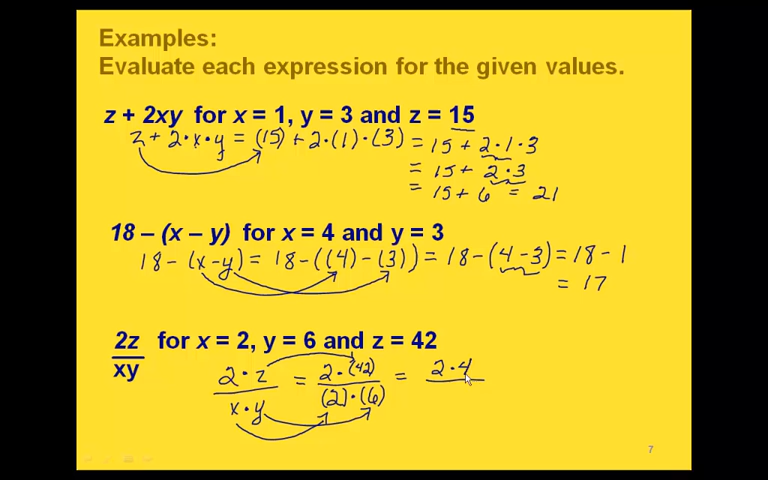 Examples:
Evaluate each expression for the given values.
z + 2xy for x = 1, y = 3 and z = 15
z + 2·x·y = (15) + 2·(1)·(3) = 15 + 2·1·3
= 15 + 2·3
= 15 + 6 = 21
18 – (x – y) for x = 4 and y = 3
18 - (x - y) = 18 - ((4) - (3)) = 18 - (4 - 3) = 18 - 1
= 17
2z for x = 2, y = 6 and z = 42
xy
2·z = 2·(42) = 2·4
x·y (2)·(6)
7